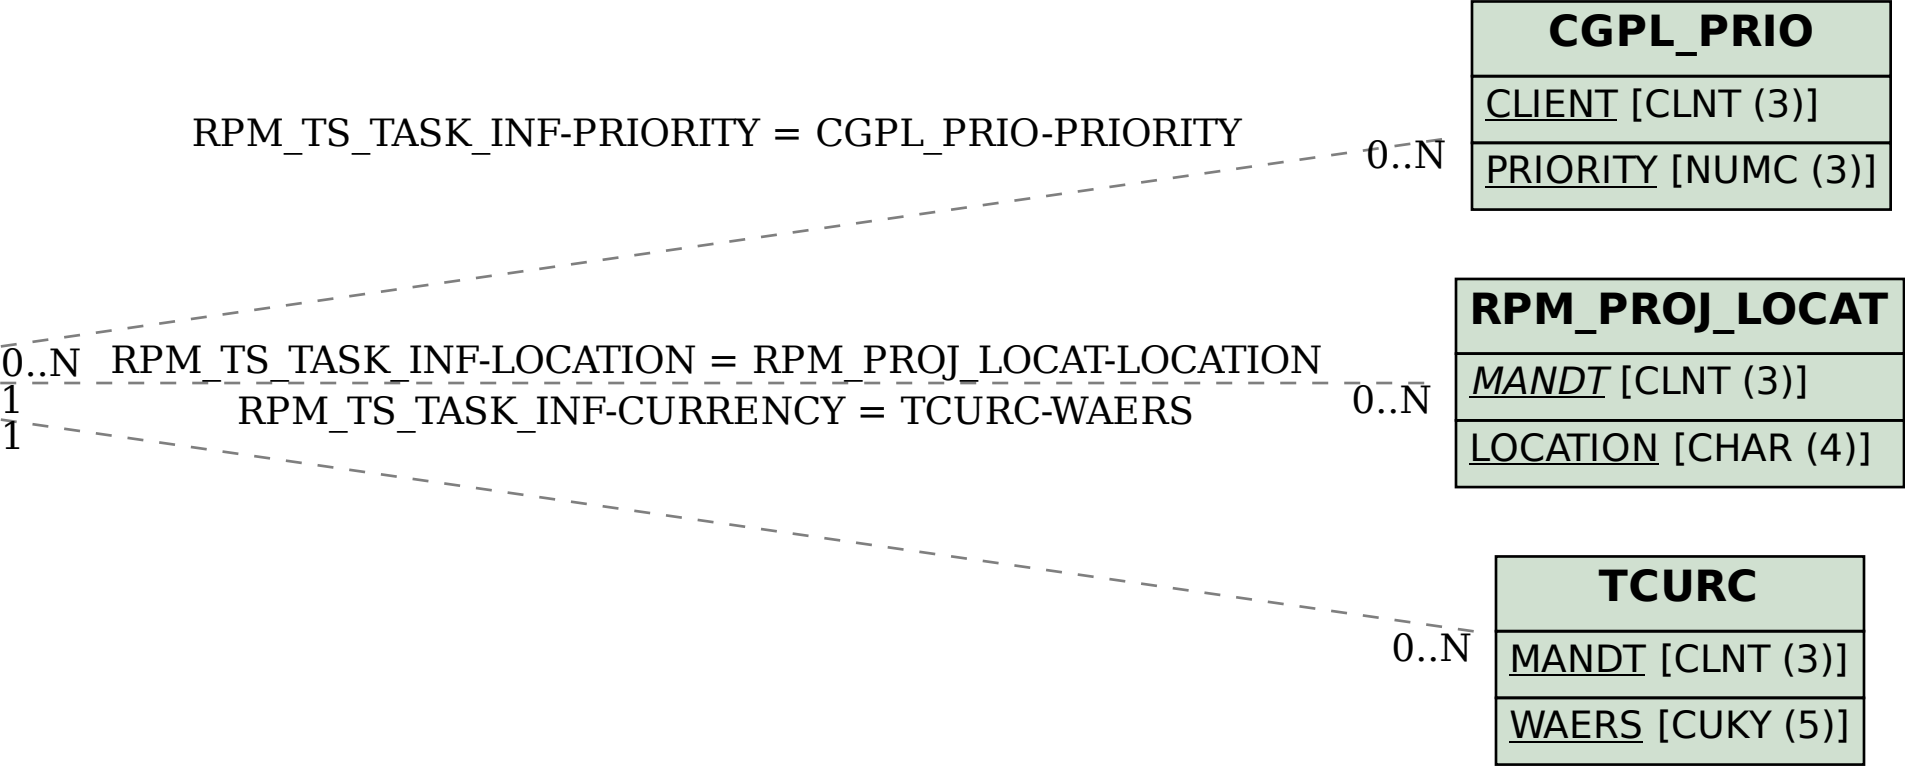 CGPL_PRIO
CLIENT [CLNT (3)]
RPM_TS_TASK_INF-PRIORITY = CGPL_PRIO-PRIORITY
0..N
PRIORITY [NUMC (3)]
RPM_PROJ_LOCAT
0..N
RPM_TS_TASK_INF-LOCATION = RPM_PROJ_LOCAT-LOCATION
MANDT [CLNT (3)]
1
0..N
RPM_TS_TASK_INF-CURRENCY = TCURC-WAERS
1
LOCATION [CHAR (4)]
TCURC
0..N
MANDT [CLNT (3)]
WAERS [CUKY (5)]